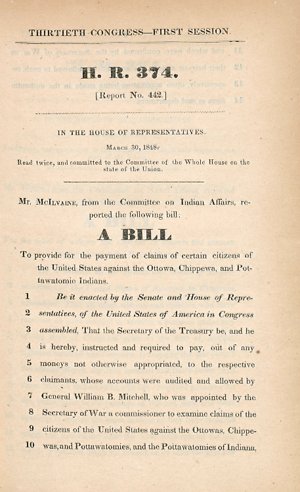 THIRTIETH CONGRESS—FIRST SESSION.
H. R. 374.
[Report No. 442.]
IN THE HOUSE OF REPRESENTATIVES.
March 30, 1848.
Read twice, and committed to the Committee of the Whole House on the
state of the Union.
Mr. McIlvaine, from the Committee on Indian Affairs, re-
ported the following bill:
A BILL
To provide for the payment of claims of certain citizens of
the United States against the Ottowa, Chippewa, and Pot-
tawatomie Indians.
1 Be it enacted by the Senate and House of Repre-
2 sentatives, of the United States of America in Congress
3 assembled, That the Secretary of the Treasury be, and he
4 is hereby, instructed and required to pay, out of any
5 moneys not otherwise appropriated, to the respective
6 claimants, whose accounts were audited and allowed by
7 General William B. Mitchell, who was appointed by the
8 Secretary of War a commissioner to examine claims of the
9 citizens of the United States against the Ottowas, Chippe-
10 was, and Pottawatomies, and the Poittawatomies of Indiana,